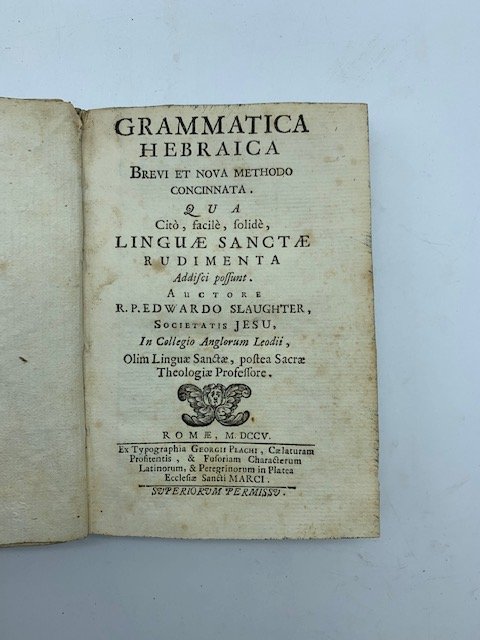 GRAMMATICA
HEBRAICA
BREVI ET NOVA METHODO
CONCINNATA.
QUA
Citò, facilè, ſolidè,
LINGUÆ SANCTÆ
RUDIMENTA
Addiſci poſſunt.
AUCTORE
R. P. EDWARDO SLAUGHTER,
SOCIETATIS JESU,
In Collegio Anglorum Leodii,
Olim Linguæ Sanctæ, poſtea Sacræ
Theologiæ Profeſſore.
ROMÆ, M. DCCV.
Ex Typographia GEORGII PLACHI, Cælaturam
Profitentis, & Fuſoriam Characterum
Latinorum, & Peregrinorum in Platea
Eccleſiæ Sancti MARCI.
SVPERIORVM PERMISSV.